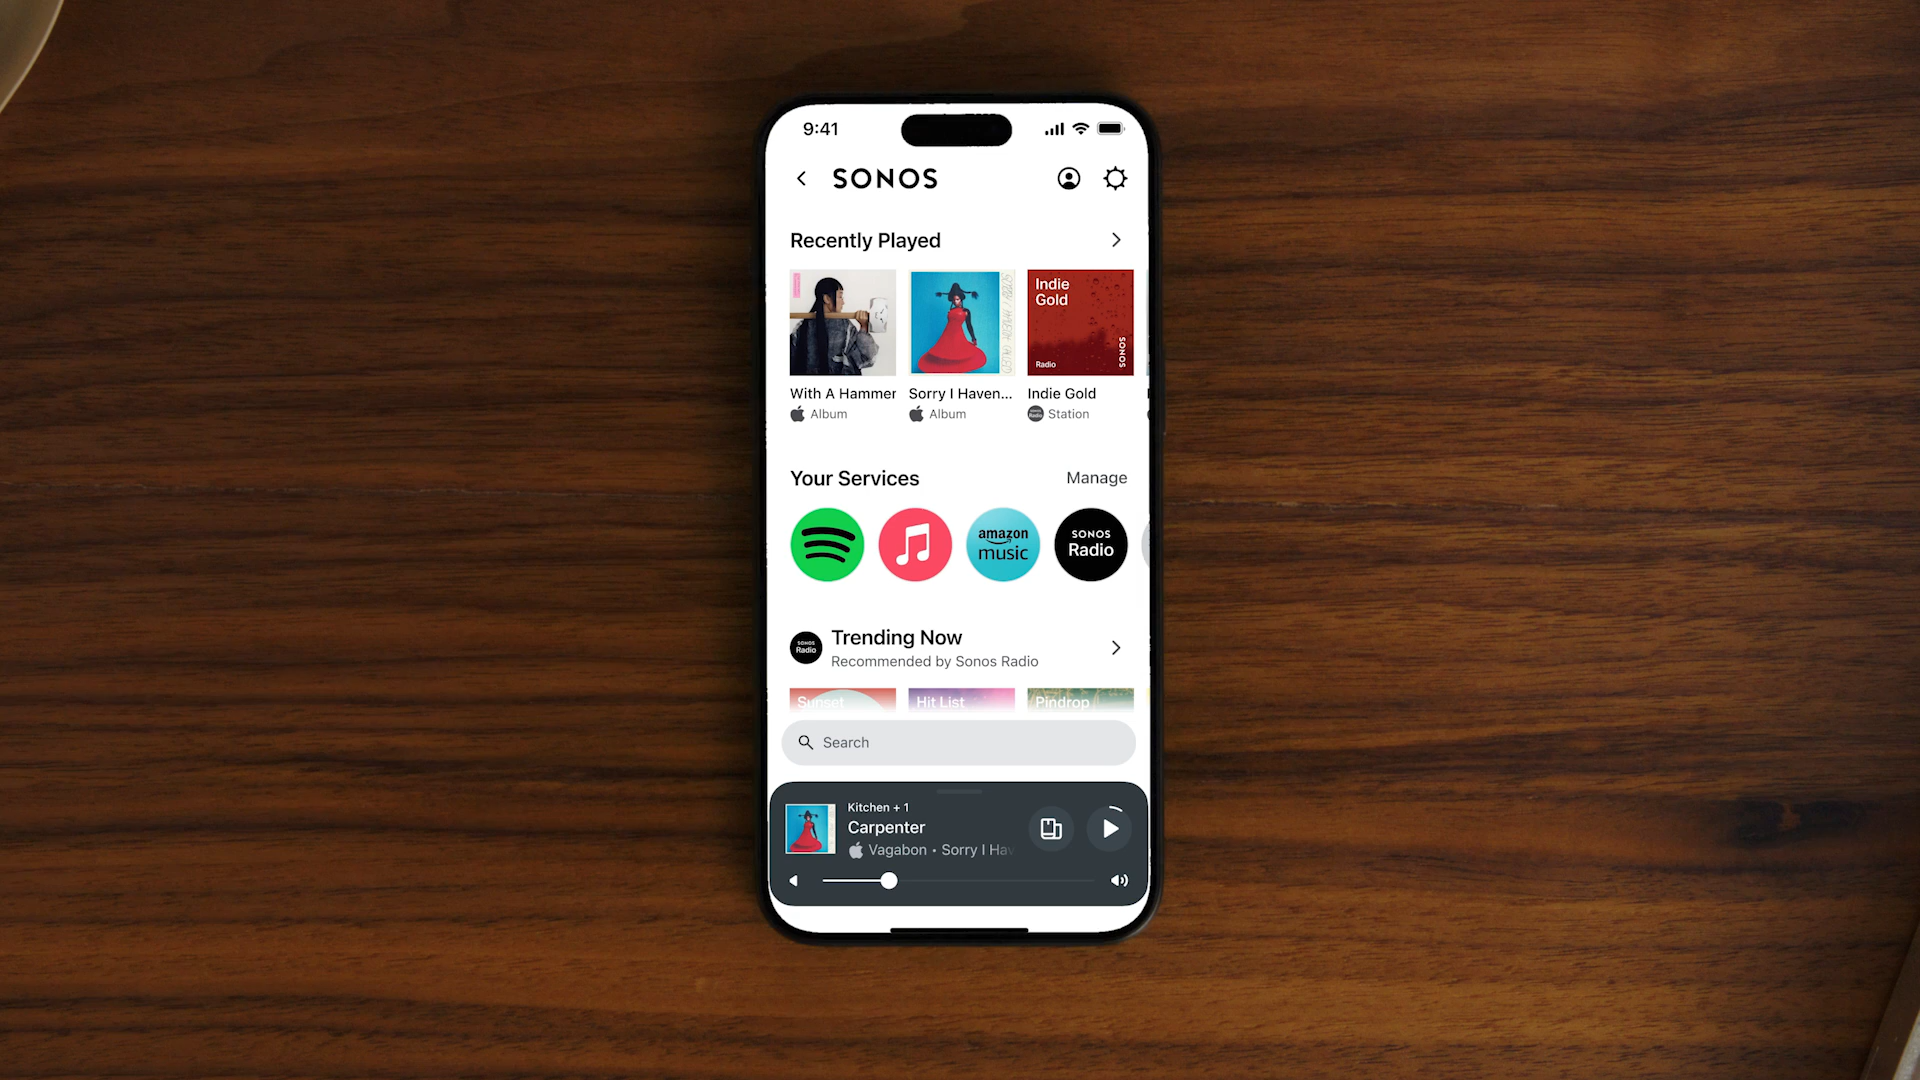 9:41
SONOS
Recently Played
Indie
Gold
Radio
SONOS
With A Hammer
Album
Sorry I Haven...
Album
Indie Gold
Station
Your Services
Manage
amazon
music
SONOS
Radio
SONOS
Radio
Trending Now
Recommended by Sonos Radio
Sunset
Hit List
Pindrop
Search
Kitchen + 1
Carpenter
Vagabon • Sorry I Hav